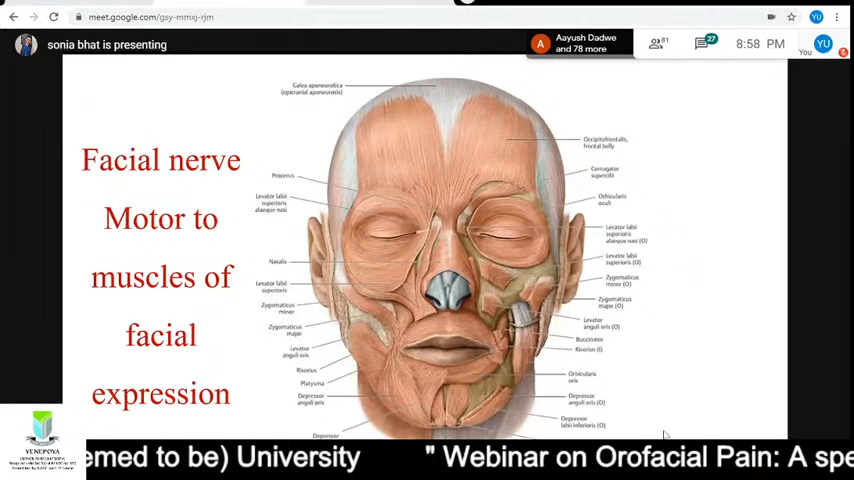 meet.google.com/gsy-mmxj-rjm
YU
sonia bhat is presenting
A
Aayush Dadwe
and 78 more
81
27
8:58 PM
YU
You
Facial nerve
Motor to
muscles of
facial
expression
Galea aponeurotica
(epicranial aponeurosis)
Procerus
Levator labii
superioris
alaeque nasi
Nasalis
Levator labii
superioris
Zygomaticus
minor
Zygomaticus
major
Levator
anguli oris
Risorius
Platysma
Depressor
anguli oris
Depressor
Occipitofrontalis,
frontal belly
Corrugator
supercilii
Orbicularis
oculi
Levator labii
superioris
alaeque nasi (O)
Levator labii
superioris (O)
Zygomaticus
minor (O)
Zygomaticus
major (O)
Levator
anguli oris (O)
Buccinator
Risorius (I)
Orbicularis
oris
Depressor
anguli oris (O)
Depressor
labii inferioris (O)
YENEPOYA
emed to be) University " Webinar on Orofacial Pain: A spe